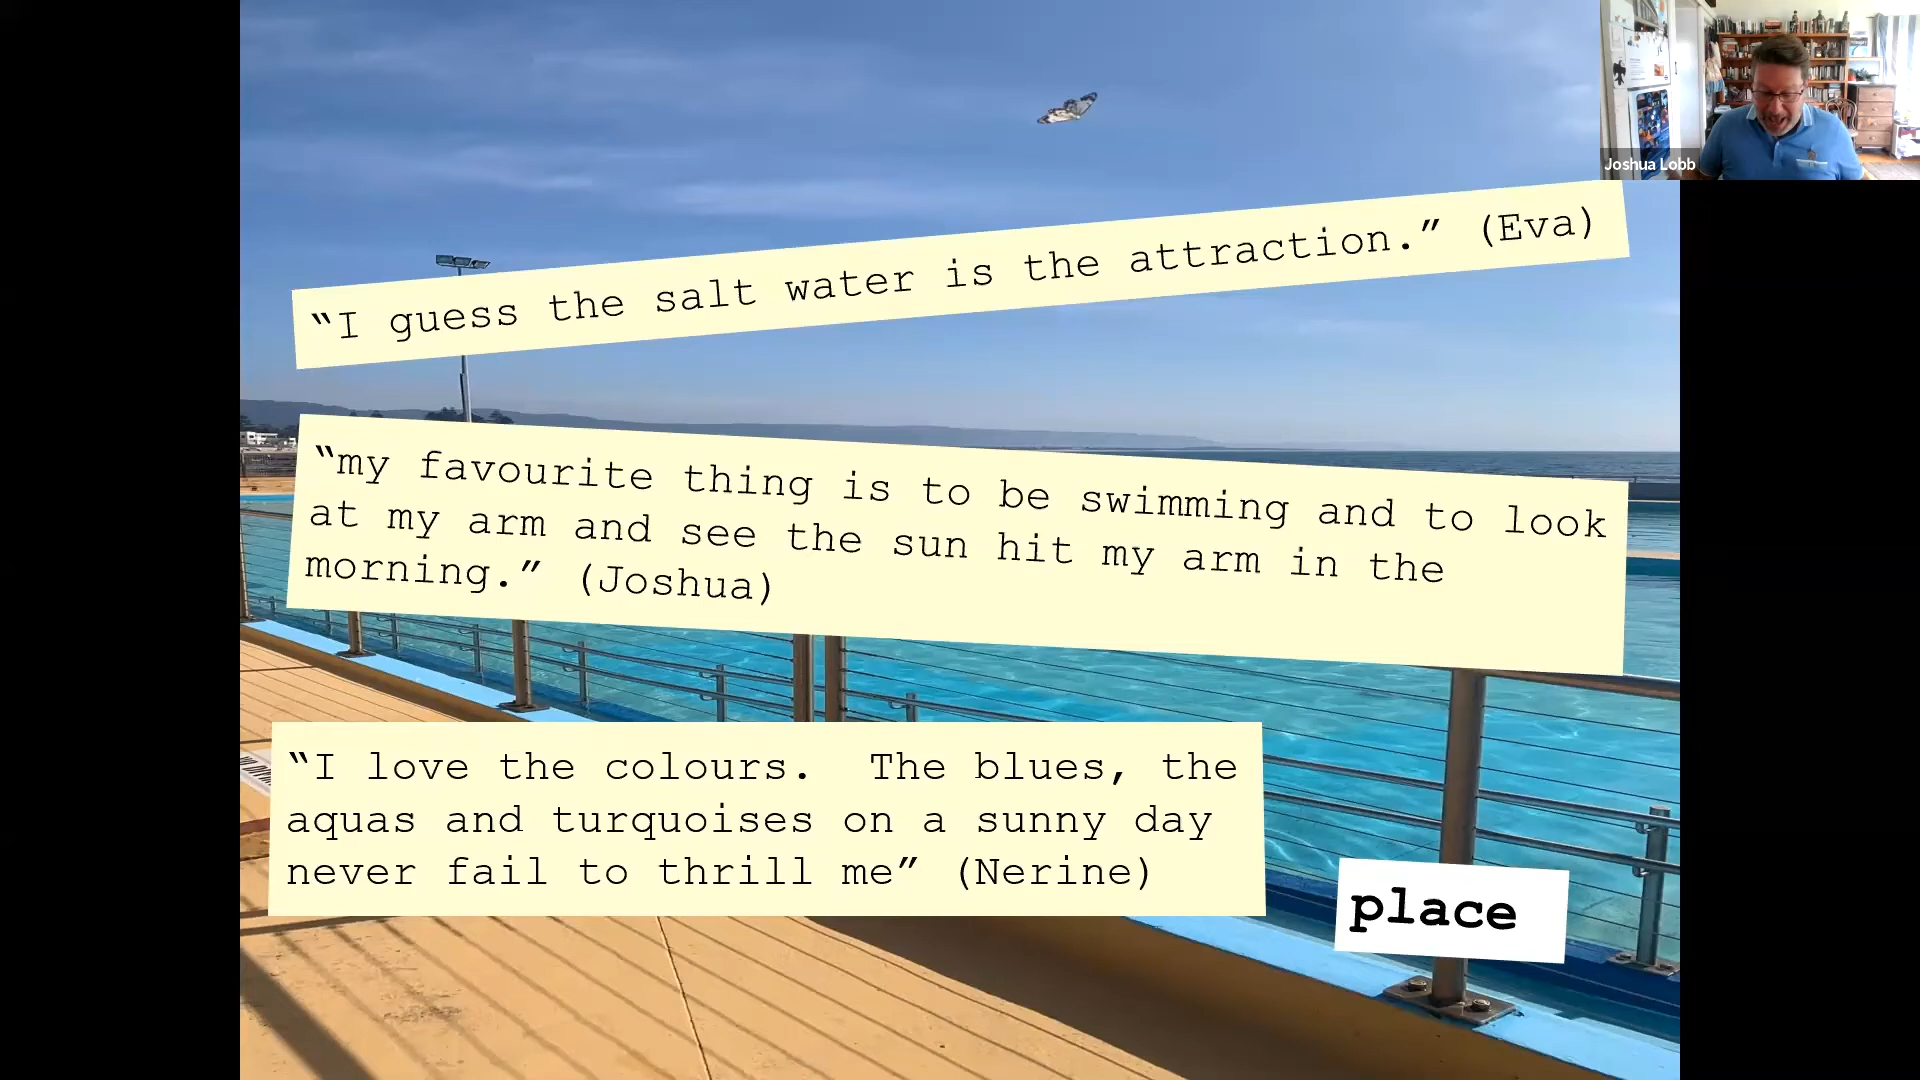 Joshua Lobb
“I guess the salt water is the attraction.” (Eva)
“my favourite thing is to be swimming and to look
at my arm and see the sun hit my arm in the
morning.” (Joshua)
“I love the colours.  The blues, the
aquas and turquoises on a sunny day
never fail to thrill me” (Nerine)
place